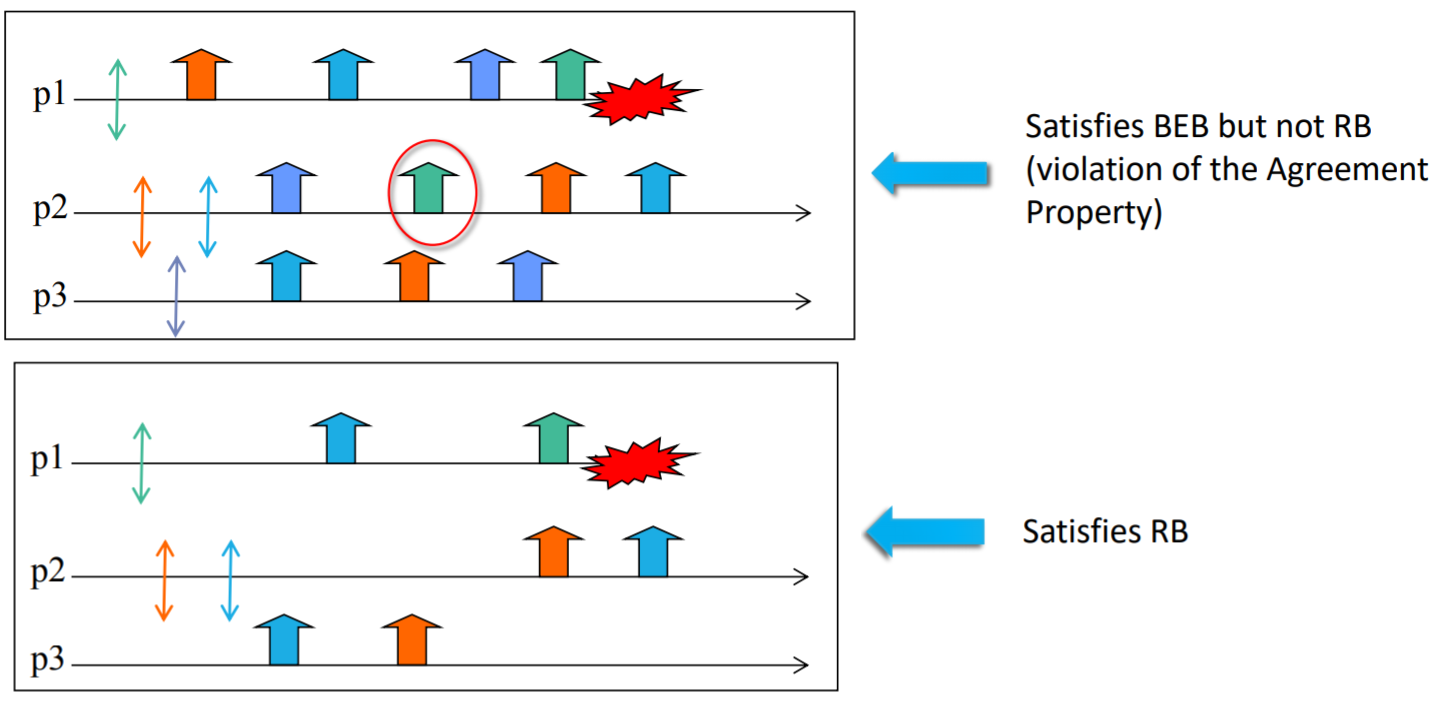 p1
p2
p3
Satisfies BEB but not RB
(violation of the Agreement
Property)
p1
p2
p3
Satisfies RB